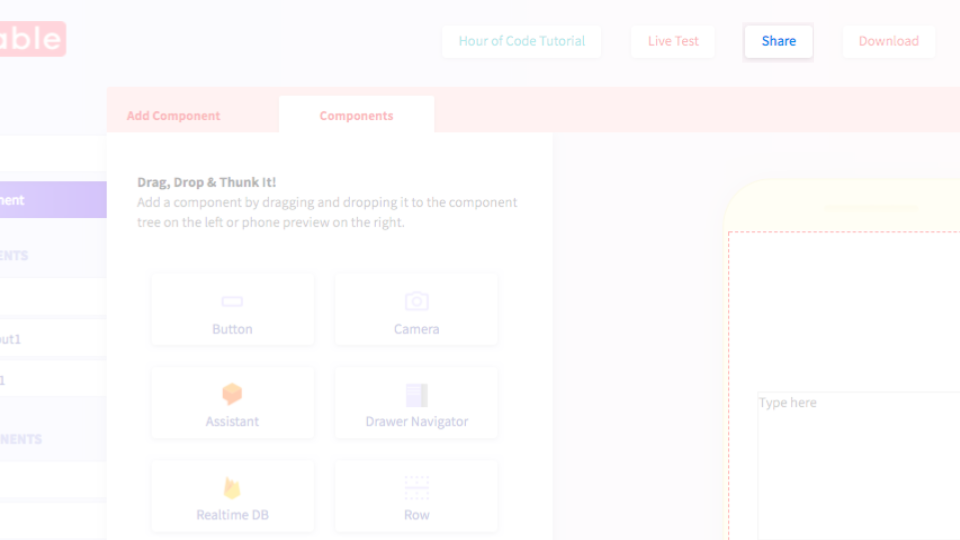 able
Hour of Code Tutorial
Live Test
Share
Download
Add Component
Components
Drag, Drop & Thunk It!
Add a component by dragging and dropping it to the component
tree on the left or phone preview on the right.
nent
ENTS
out1
1
NENTS
Button
Camera
Assistant
Drawer Navigator
Realtime DB
Row
Type here